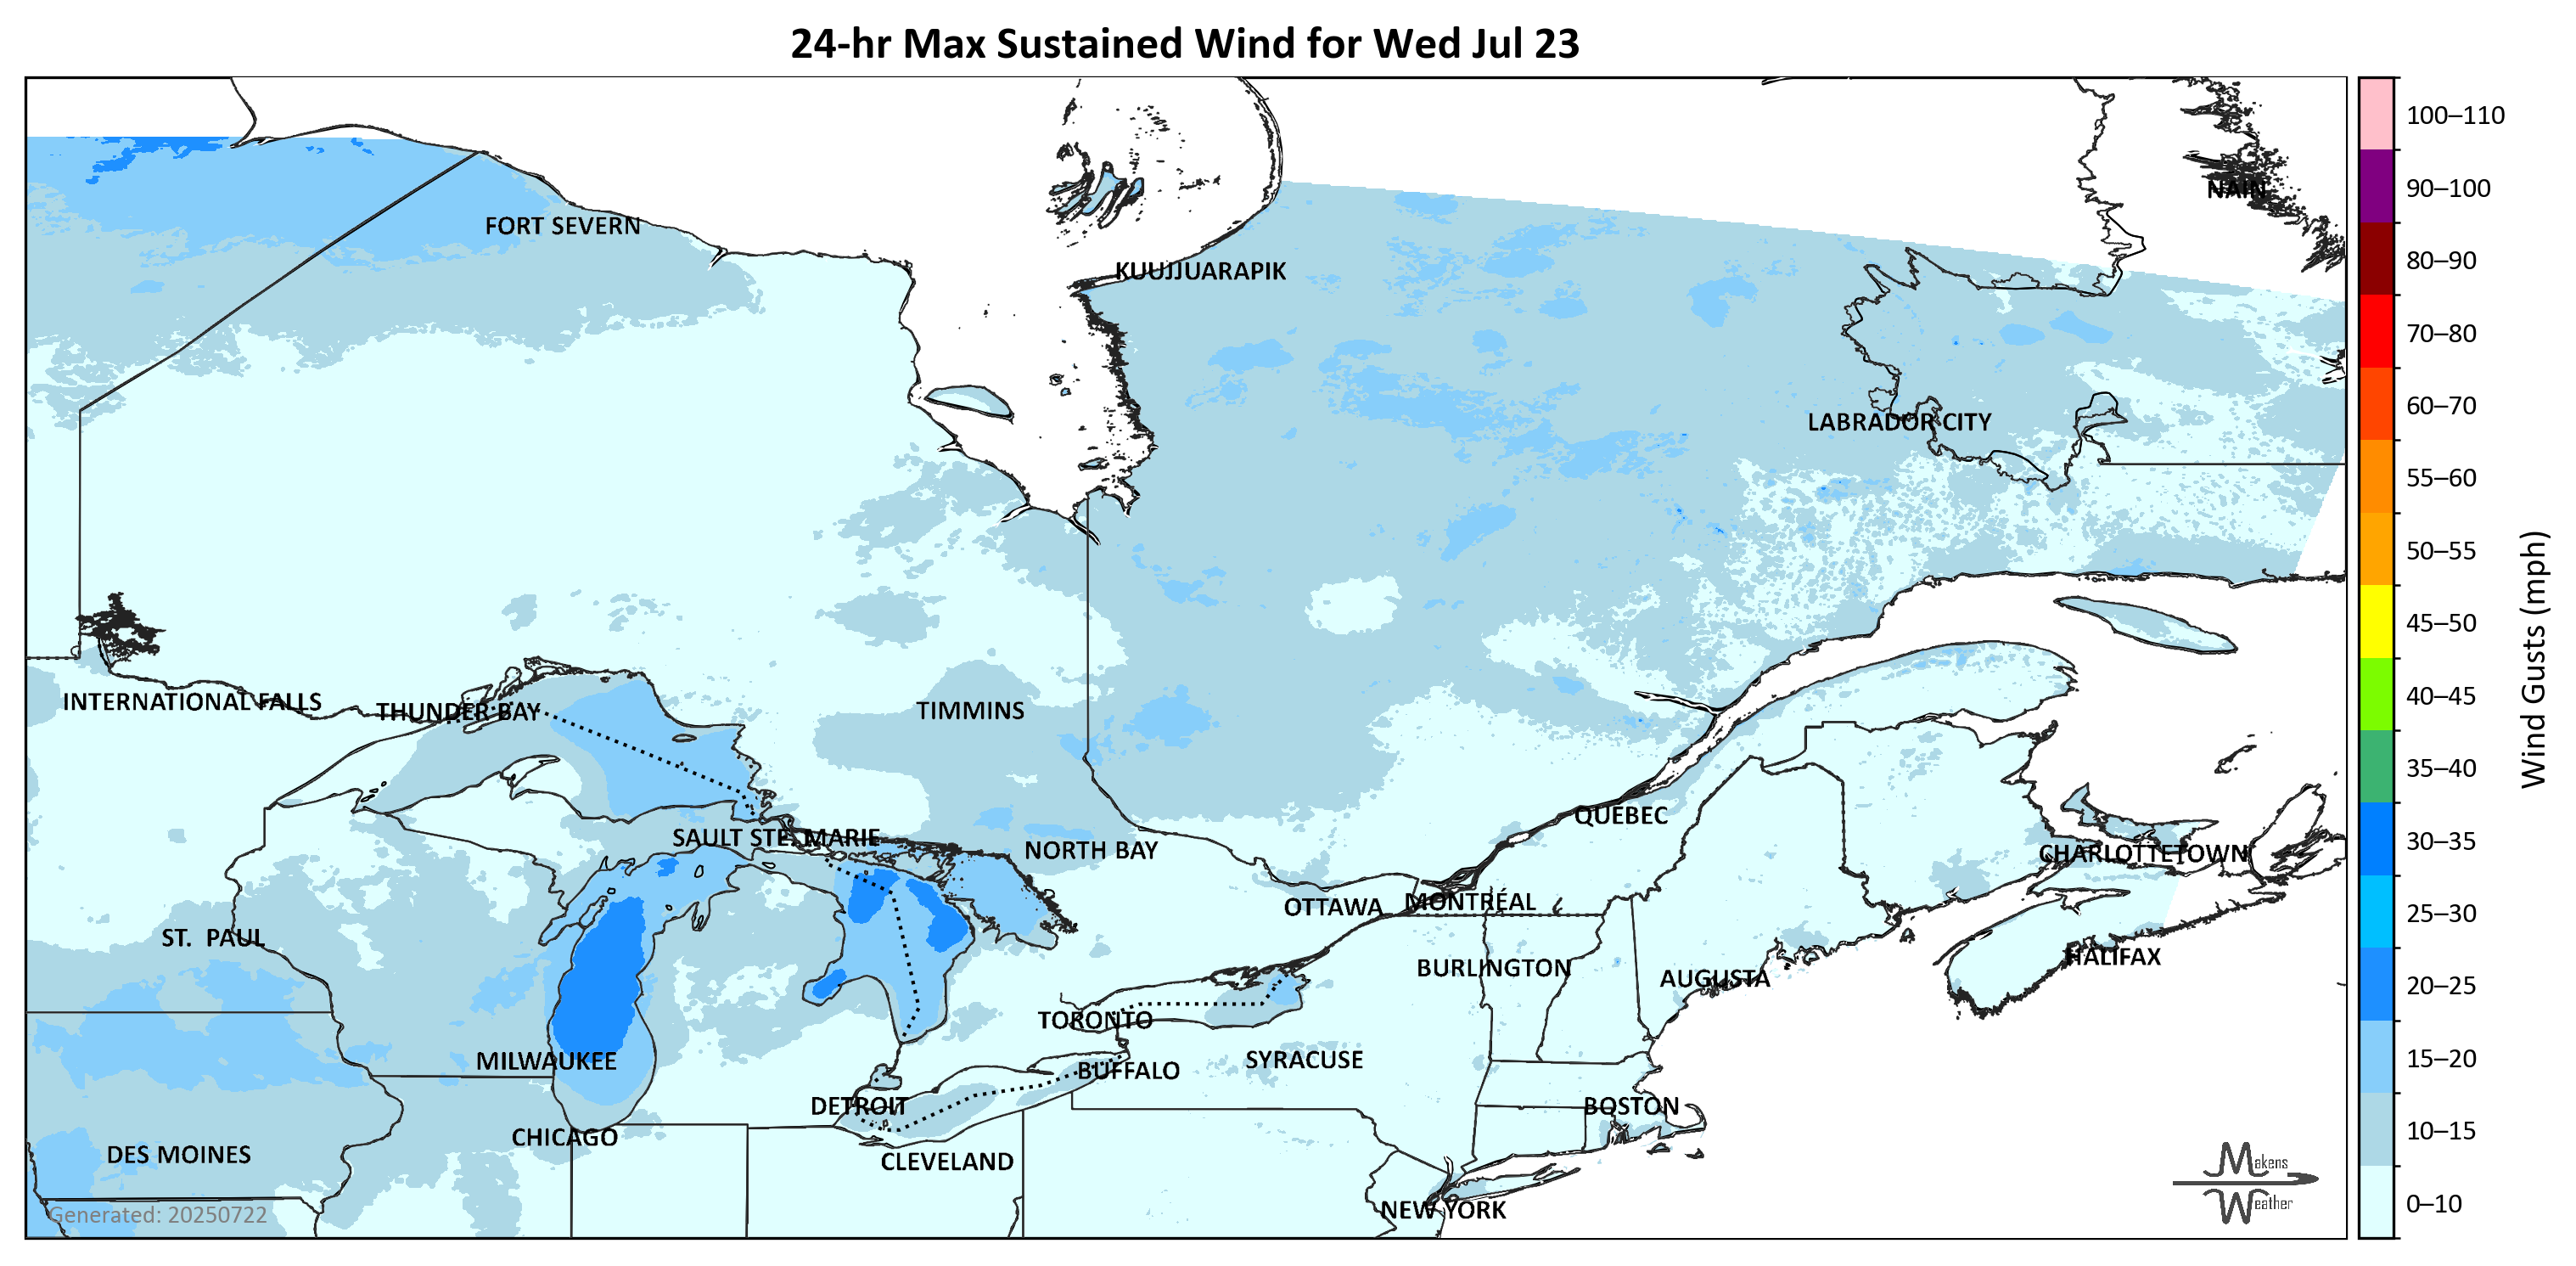 24-hr Max Sustained Wind for Wed Jul 23
NAIN
FORT SEVERN
KUUJJUARAPIK
LABRADOR CITY
INTERNATIONAL FALLS
THUNDER BAY
TIMMINS
QUEBEC
SAULT STE. MARIE
NORTH BAY
CHARLOTTETOWN
OTTAWA
MONTRÉAL
ST. PAUL
HALIFAX
BURLINGTON
AUGUSTA
TORONTO
MILWAUKEE
BUFFALO
SYRACUSE
DETROIT
BOSTON
CHICAGO
DES MOINES
CLEVELAND
NEW YORK
Generated: 20250722
Makens
Weather
100–110
90–100
80–90
70–80
60–70
55–60
50–55
45–50
40–45
35–40
30–35
25–30
20–25
15–20
10–15
0–10
Wind Gusts (mph)